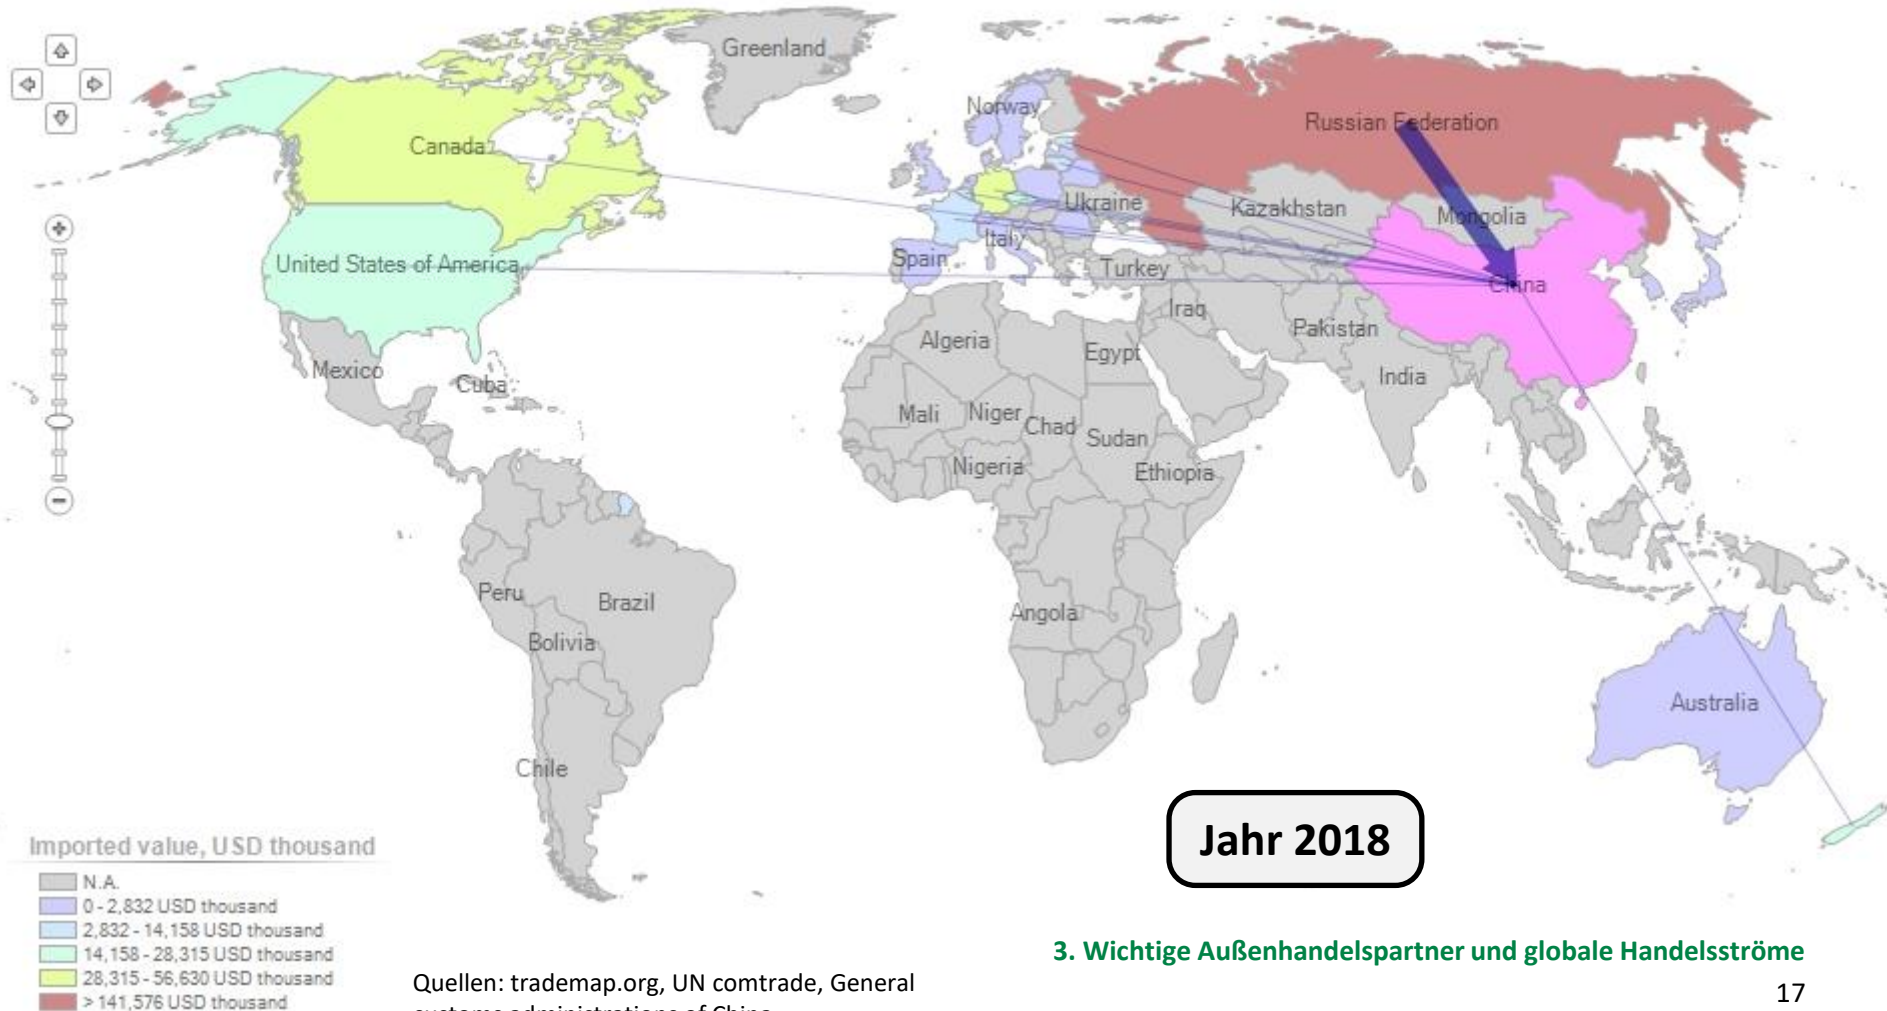 Greenland
Norway
Russian Federation
Canada
Ukraine
Kazakhstan
Mongolia
Italy
Spain
United States of America
Turkey
China
Iraq
Pakistan
Algeria
Egypt
India
Mexico
Cuba
Mali
Niger
Chad
Sudan
Nigeria
Ethiopia
Peru
Brazil
Angola
Bolivia
Australia
Chile
Jahr 2018
Imported value, USD thousand
N.A.
0 - 2,832 USD thousand
2,832 - 14,158 USD thousand
14,158 - 28,315 USD thousand
28,315 - 56,630 USD thousand
> 141,576 USD thousand
3. Wichtige Außenhandelspartner und globale Handelsströme
Quellen: trademap.org, UN comtrade, General
customs administrations of China
17